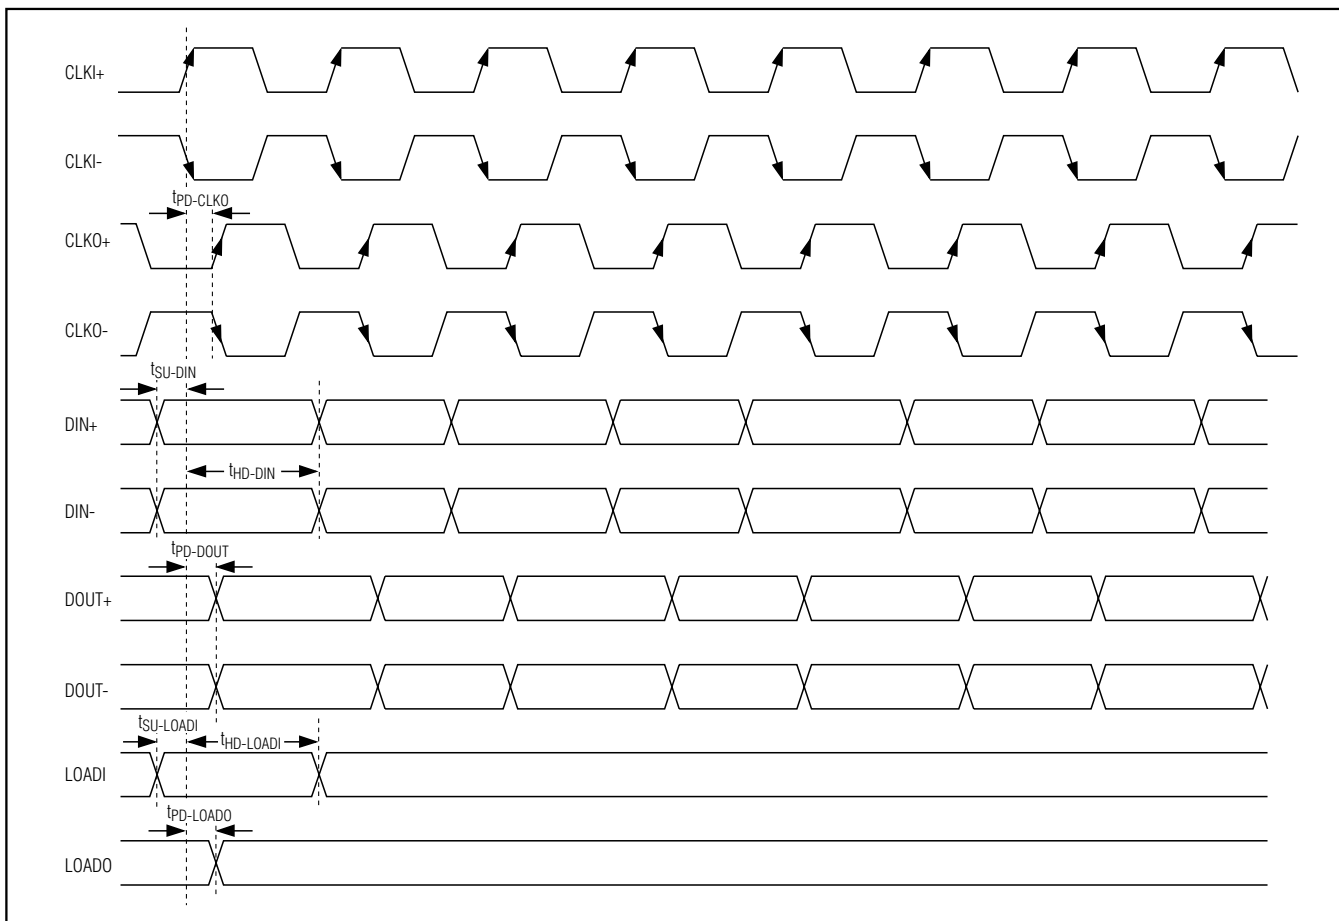 CLKI+
CLKI-
tPD-CLKO
CLKO+
CLKO-
tSU-DIN
DIN+
tHD-DIN
DIN-
tPD-DOUT
DOUT+
DOUT-
tSU-LOADI
tHD-LOADI
LOADI
tPD-LOADO
LOADO